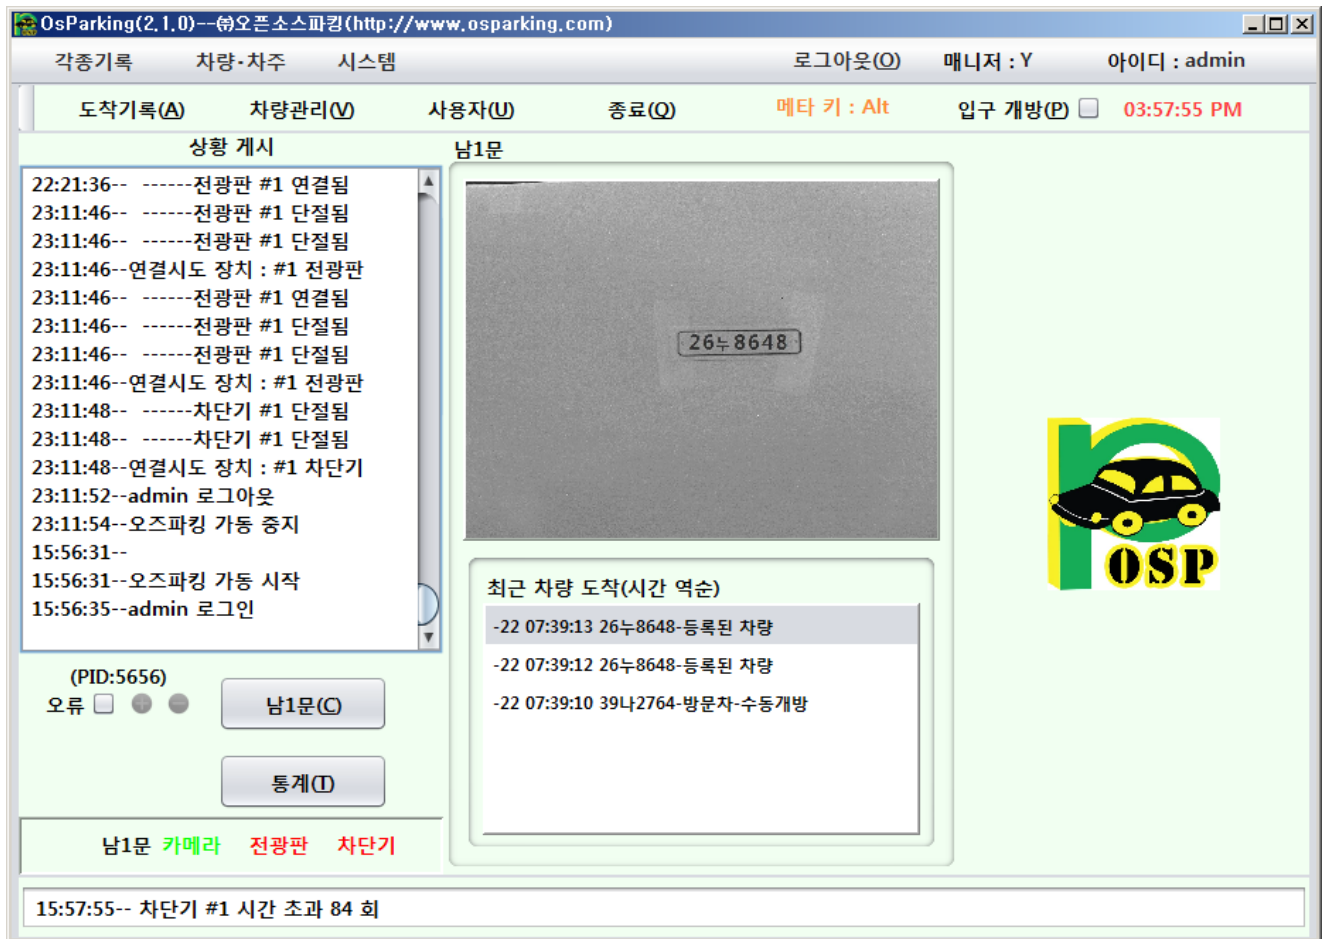 OsParking(2,1,0)--㈜오픈소스파킹(http://www.osparking.com)
각종기록 차량·차주 시스템 로그아웃(O) 매니저 : Y 아이디 : admin
도착기록(A) 차량관리(V) 사용자(U) 종료(Q) 메타 키 : Alt 입구 개방(P) 03:57:55 PM
상황 게시
22:21:36-- ------전광판 #1 연결됨
23:11:46-- ------전광판 #1 단절됨
23:11:46-- ------전광판 #1 단절됨
23:11:46--연결시도 장치 : #1 전광판
23:11:46-- ------전광판 #1 연결됨
23:11:46-- ------전광판 #1 단절됨
23:11:46-- ------전광판 #1 단절됨
23:11:46--연결시도 장치 : #1 전광판
23:11:48-- ------차단기 #1 단절됨
23:11:48-- ------차단기 #1 단절됨
23:11:48--연결시도 장치 : #1 차단기
23:11:52--admin 로그아웃
23:11:54--오즈파킹 가동 중지
15:56:31--
15:56:31--오즈파킹 가동 시작
15:56:35--admin 로그인
(PID:5656)
오류
남1문(C)
통계(T)
남1문 카메라 전광판 차단기
남1문
26누8648
최근 차량 도착(시간 역순)
-22 07:39:13 26누8648-등록된 차량
-22 07:39:12 26누8648-등록된 차량
-22 07:39:10 39나2764-방문차-수동개방
OSP
15:57:55-- 차단기 #1 시간 초과 84 회